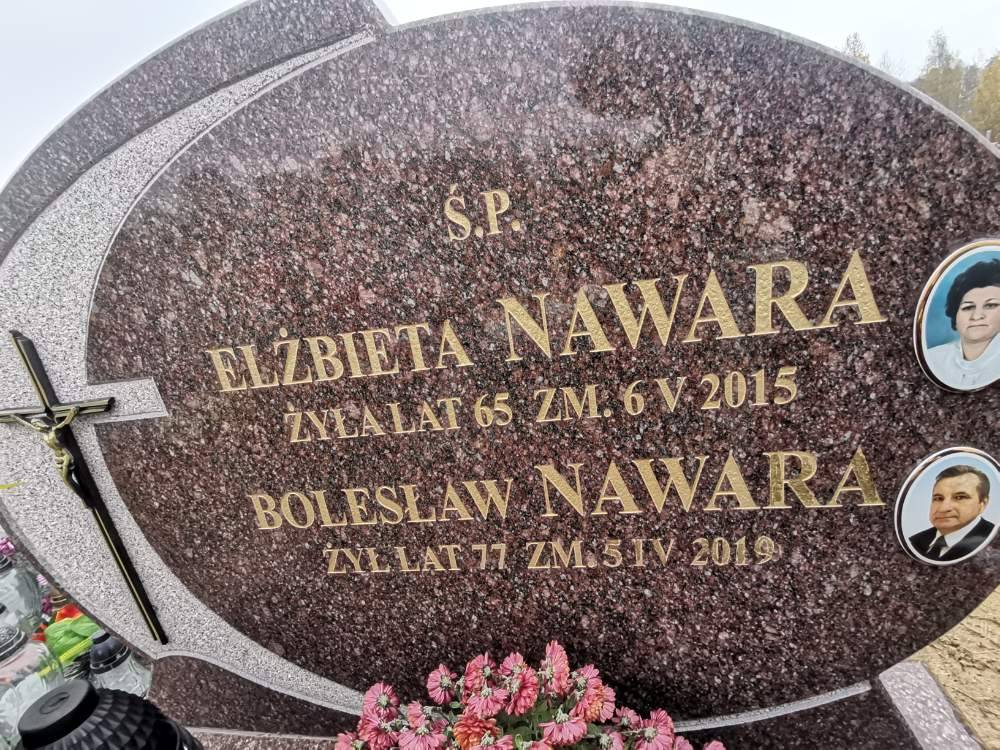 Ś.P.
ELŻBIETA NAWARA
ŻYŁA LAT 65 ZM. 6 V 2015
BOLESŁAW NAWARA
ŻYŁ LAT 77 ZM. 5 IV 2019